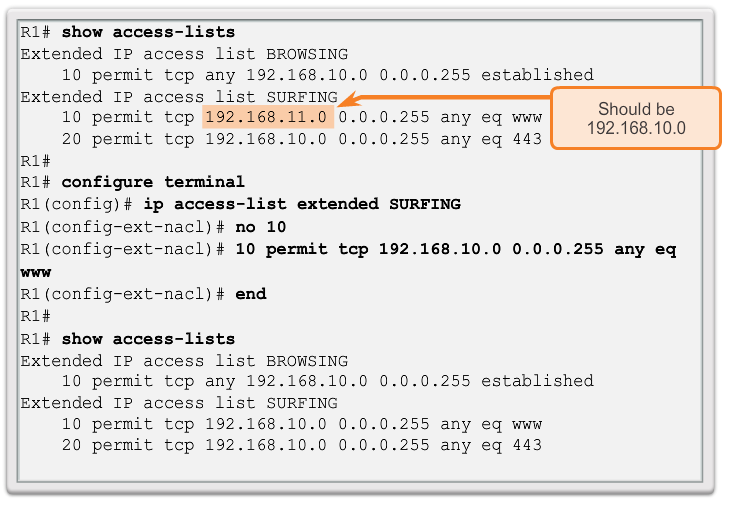 R1# show access-lists
Extended IP access list BROWSING
    10 permit tcp any 192.168.10.0 0.0.0.255 established
Extended IP access list SURFING
    10 permit tcp 192.168.11.0 0.0.0.255 any eq www
    20 permit tcp 192.168.10.0 0.0.0.255 any eq 443
Should be
192.168.10.0
R1#
R1# configure terminal
R1(config)# ip access-list extended SURFING
R1(config-ext-nacl)# no 10
R1(config-ext-nacl)# 10 permit tcp 192.168.10.0 0.0.0.255 any eq
www
R1(config-ext-nacl)# end
R1#
R1# show access-lists
Extended IP access list BROWSING
    10 permit tcp any 192.168.10.0 0.0.0.255 established
Extended IP access list SURFING
    10 permit tcp 192.168.10.0 0.0.0.255 any eq www
    20 permit tcp 192.168.10.0 0.0.0.255 any eq 443